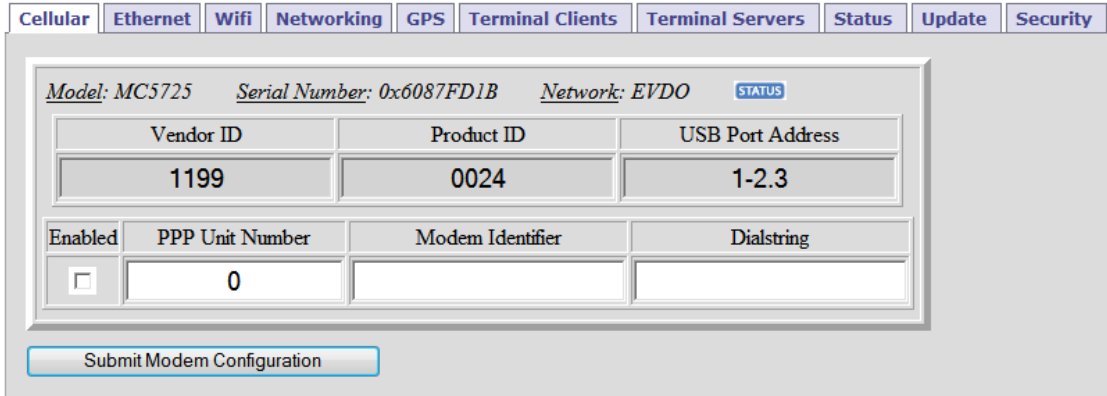 Cellular Ethernet Wifi Networking GPS Terminal Clients Terminal Servers Status Update Security
Model: MC5725 Serial Number: 0x6087FD1B Network: EVDO STATUS
Vendor ID Product ID USB Port Address
1199 0024 1-2.3
Enabled PPP Unit Number Modem Identifier Dialstring
0
Submit Modem Configuration